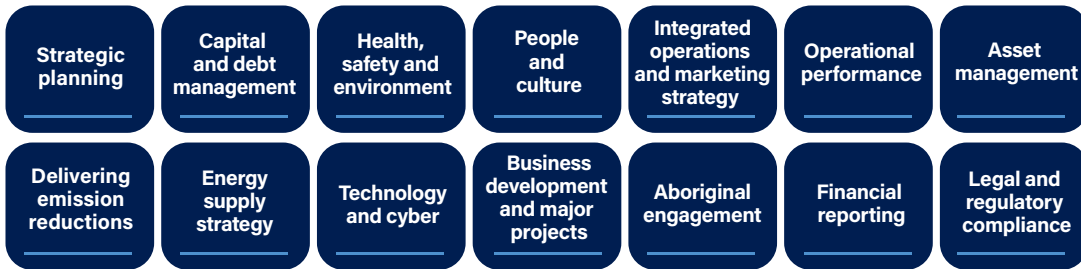 Strategic
planning
Capital
and debt
management
Health,
safety and
environment
People
and
culture
Integrated
operations
and marketing
strategy
Operational
performance
Asset
management
Delivering
emission
reductions
Energy
supply
strategy
Technology
and cyber
Business
development
and major
projects
Aboriginal
engagement
Financial
reporting
Legal and
regulatory
compliance